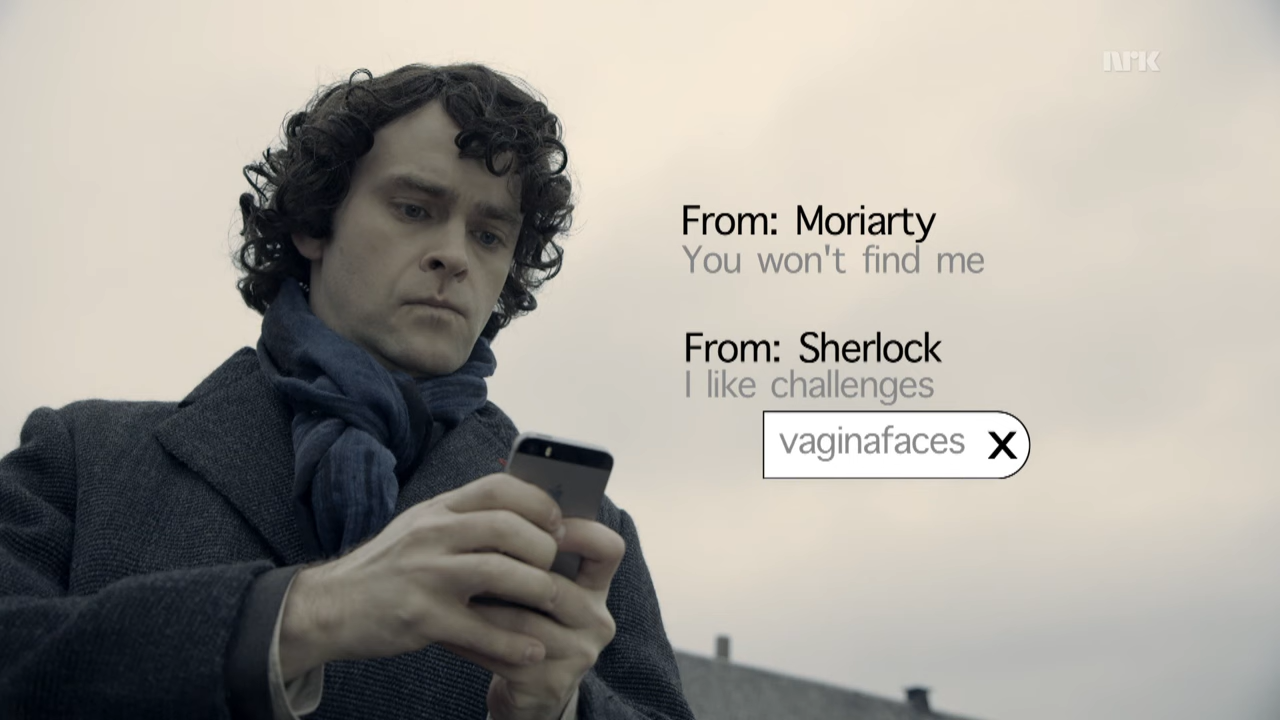 NRK
From: Moriarty
You won't find me
From: Sherlock
I like challenges
vaginafaces X